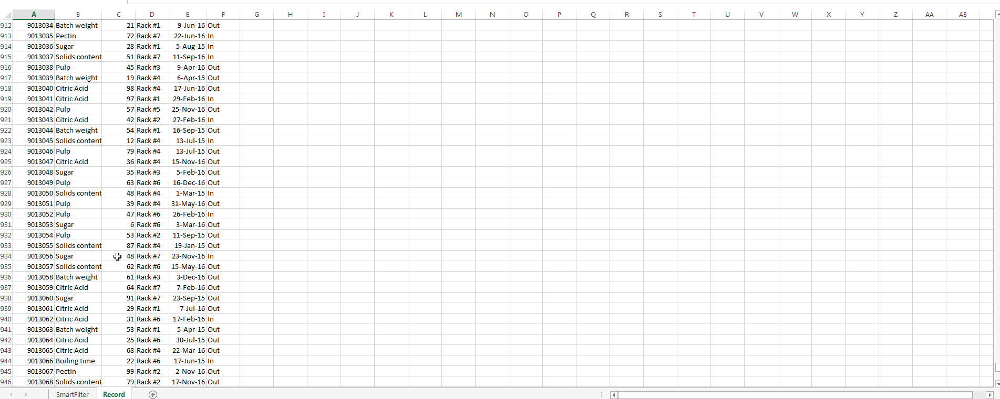 A B C D E F G H I J K L M N O P Q R S T U V W X Y Z AA AB
912 9013034 Batch weight 21 Rack #1 9-Jun-16 Out
913 9013035 Pectin 72 Rack #7 22-Jun-16 In
914 9013036 Sugar 28 Rack #1 5-Aug-15 In
915 9013037 Solids content 51 Rack #7 11-Sep-16 In
916 9013038 Pulp 45 Rack #3 9-Apr-16 Out
917 9013039 Batch weight 19 Rack #4 6-Apr-15 Out
918 9013040 Citric Acid 98 Rack #4 17-Jun-16 Out
919 9013041 Citric Acid 97 Rack #1 29-Feb-16 In
920 9013042 Pulp 57 Rack #5 25-Nov-16 Out
921 9013043 Citric Acid 42 Rack #2 27-Feb-16 In
922 9013044 Batch weight 54 Rack #1 16-Sep-15 Out
923 9013045 Solids content 12 Rack #4 13-Jul-15 In
924 9013046 Pulp 79 Rack #4 13-Jul-15 Out
925 9013047 Citric Acid 36 Rack #4 15-Nov-16 Out
926 9013048 Sugar 35 Rack #3 5-Feb-16 Out
927 9013049 Pulp 63 Rack #6 16-Dec-16 Out
928 9013050 Solids content 48 Rack #4 1-Mar-15 In
929 9013051 Pulp 39 Rack #4 31-May-16 Out
930 9013052 Pulp 47 Rack #6 26-Feb-16 In
931 9013053 Sugar 6 Rack #6 3-Mar-16 Out
932 9013054 Pulp 53 Rack #2 11-Sep-15 Out
933 9013055 Solids content 87 Rack #4 19-Jan-15 Out
934 9013056 Sugar 48 Rack #7 23-Nov-16 In
935 9013057 Solids content 62 Rack #6 15-May-16 Out
936 9013058 Batch weight 61 Rack #3 3-Dec-16 Out
937 9013059 Citric Acid 64 Rack #7 7-Feb-16 Out
938 9013060 Sugar 91 Rack #7 23-Sep-15 Out
939 9013061 Citric Acid 29 Rack #1 7-Jul-16 Out
940 9013062 Citric Acid 31 Rack #6 17-Feb-16 In
941 9013063 Batch weight 53 Rack #1 5-Apr-15 Out
942 9013064 Citric Acid 25 Rack #6 30-Jul-15 Out
943 9013065 Citric Acid 68 Rack #4 22-Mar-16 Out
944 9013066 Boiling time 22 Rack #6 17-Jun-15 In
945 9013067 Pectin 99 Rack #2 2-Nov-16 Out
946 9013068 Solids content 79 Rack #2 17-Nov-16 Out
SmartFilter Record